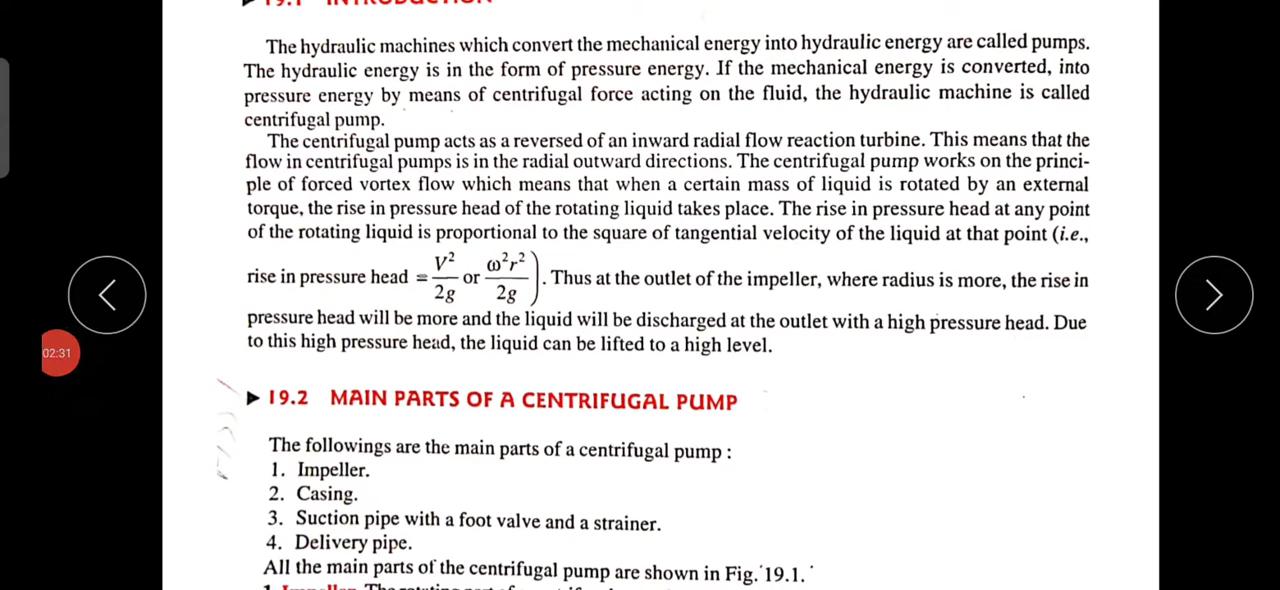 19.1 INTRODUCTION
The hydraulic machines which convert the mechanical energy into hydraulic energy are called pumps.
The hydraulic energy is in the form of pressure energy. If the mechanical energy is converted, into
pressure energy by means of centrifugal force acting on the fluid, the hydraulic machine is called
centrifugal pump.
The centrifugal pump acts as a reversed of an inward radial flow reaction turbine. This means that the
flow in centrifugal pumps is in the radial outward directions. The centrifugal pump works on the princi-
ple of forced vortex flow which means that when a certain mass of liquid is rotated by an external
torque, the rise in pressure head of the rotating liquid takes place. The rise in pressure head at any point
of the rotating liquid is proportional to the square of tangential velocity of the liquid at that point (i.e.,
rise in pressure head = V²/2g or ω²r²/2g ). Thus at the outlet of the impeller, where radius is more, the rise in
pressure head will be more and the liquid will be discharged at the outlet with a high pressure head. Due
to this high pressure head, the liquid can be lifted to a high level.
02:31
▶ 19.2 MAIN PARTS OF A CENTRIFUGAL PUMP
The followings are the main parts of a centrifugal pump :
1. Impeller.
2. Casing.
3. Suction pipe with a foot valve and a strainer.
4. Delivery pipe.
All the main parts of the centrifugal pump are shown in Fig. 19.1.